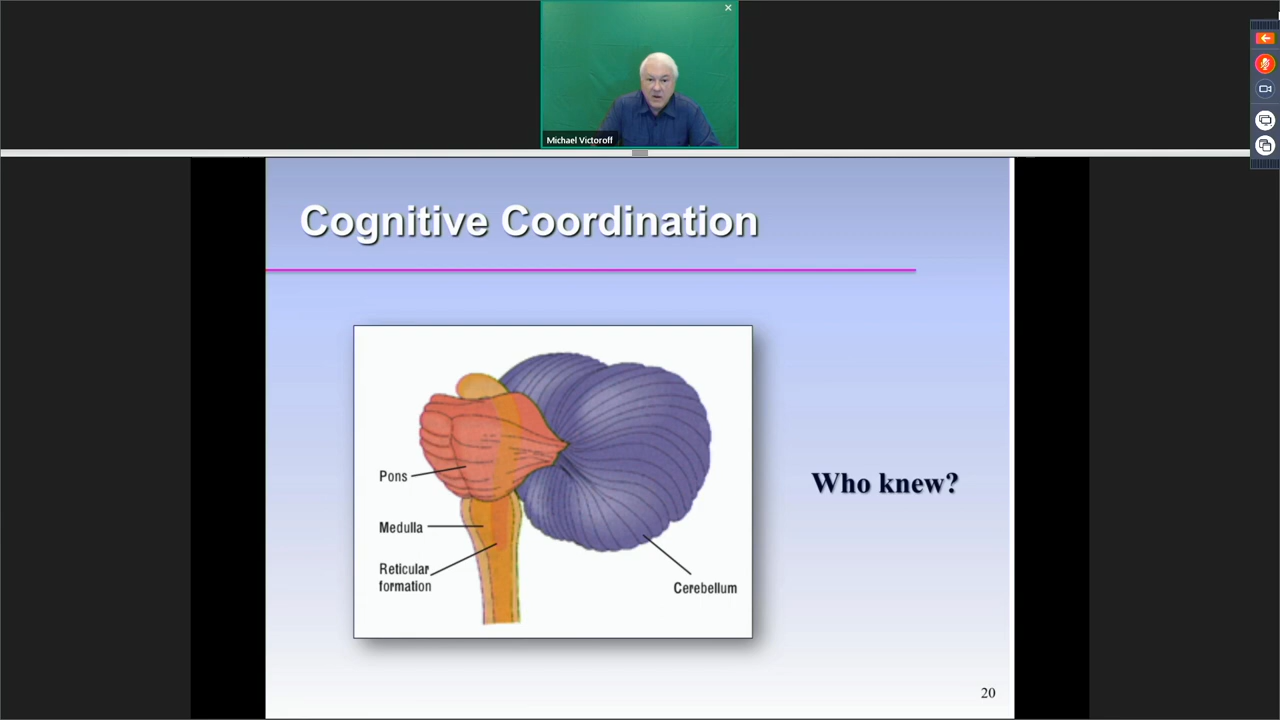 Michael Victoroff
Cognitive Coordination
Pons
Medulla
Reticular
formation
Cerebellum
Who knew?
20